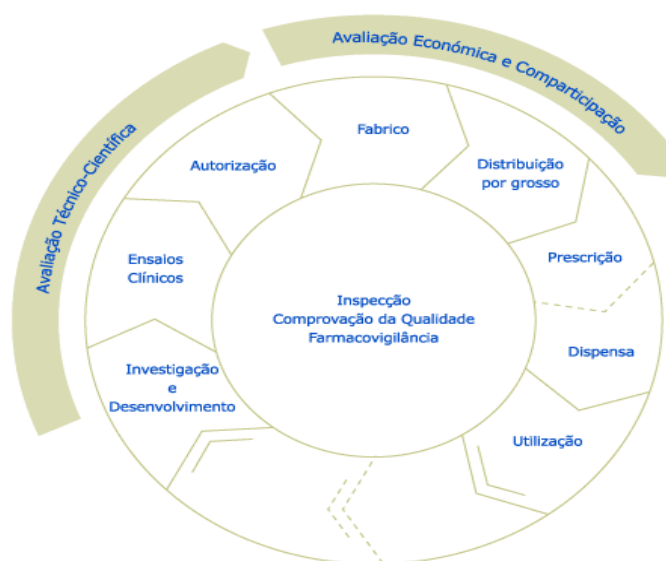 Avaliação Económica e Comparticipação
Avaliação Técnico-Científica
Fabrico
Autorização
Distribuição
por grosso
Ensaios
Clínicos
Prescrição
Inspecção
Comprovação da Qualidade
Farmacovigilância
Dispensa
Investigação
e
Desenvolvimento
Utilização